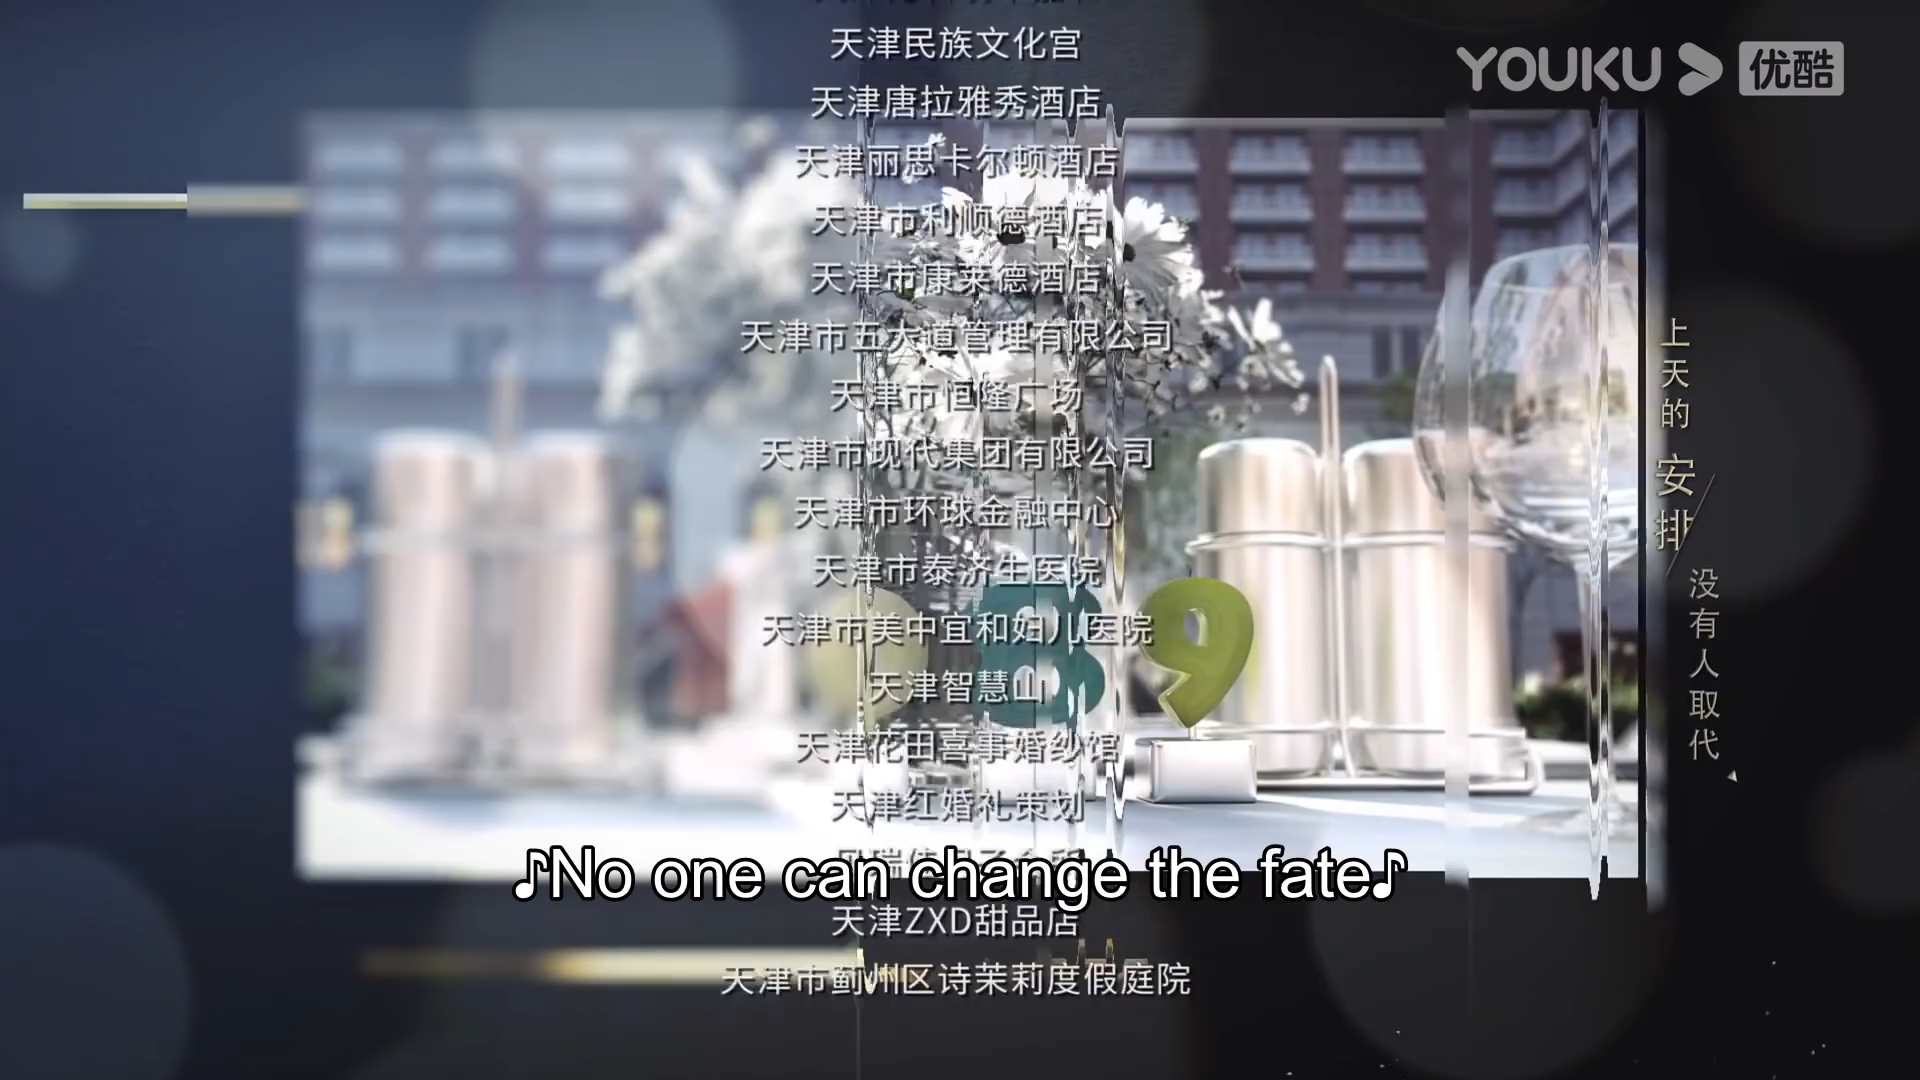 天津民族文化宫
YOUKU 优酷
天津唐拉雅秀酒店
天津丽思卡尔顿酒店
天津市利顺德酒店
天津市康莱德酒店
天津市五大道管理有限公司
天津市恒隆广场
天津市现代集团有限公司
天津市环球金融中心
天津市泰济生医院
天津市美中宜和妇儿医院
天津智慧山
天津花田喜事婚纱馆
天津红婚礼策划
♪No one can change the fate♪
天津ZXD甜品店
天津市蓟州区诗茉莉度假庭院
上天的安排
没有人取代
B 9